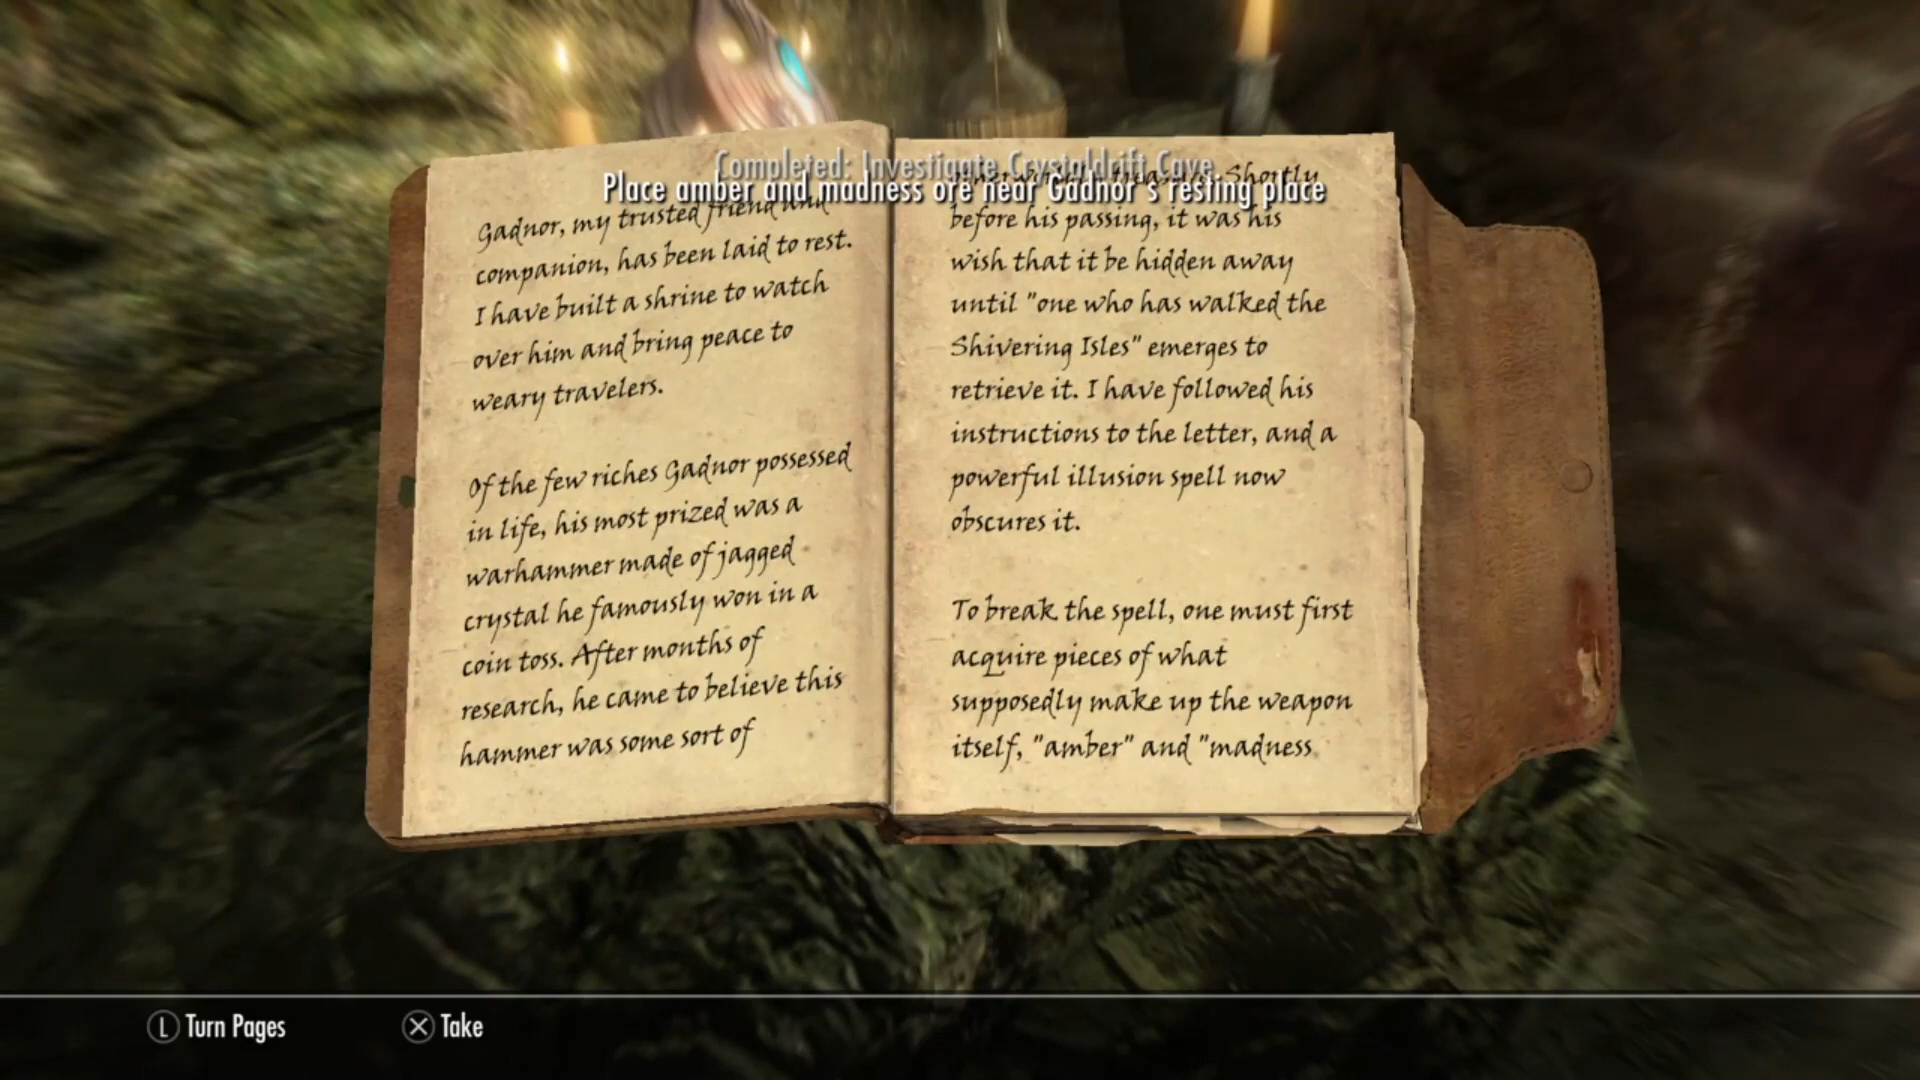 Completed: Investigate Crystaldrift Cave
Place amber and madness ore near Gadnor's resting place
Gadnor, my trusted friend and
companion, has been laid to rest.
I have built a shrine to watch
over him and bring peace to
weary travelers.
Of the few riches Gadnor possessed
in life, his most prized was a
warhammer made of jagged
crystal he famously won in a
coin toss. After months of
research, he came to believe this
hammer was some sort of
Shortly
before his passing, it was his
wish that it be hidden away
until "one who has walked the
Shivering Isles" emerges to
retrieve it. I have followed his
instructions to the letter, and a
powerful illusion spell now
obscures it.
To break the spell, one must first
acquire pieces of what
supposedly make up the weapon
itself, "amber" and "madness
L Turn Pages
X Take